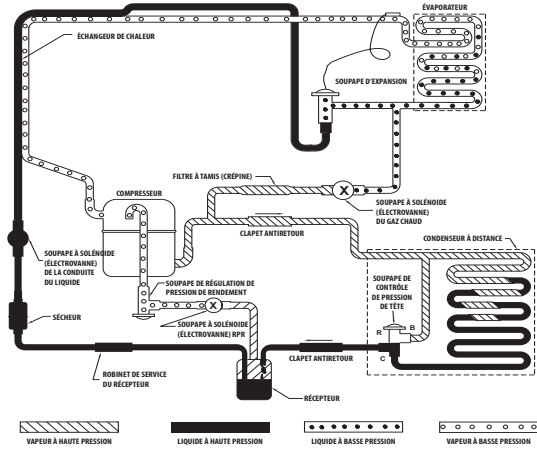 ÉVAPORATEUR
ÉCHANGEUR DE CHALEUR
SOUPAPE D'EXPANSION
FILTRE À TAMIS (CRÉPINE)
COMPRESSEUR
X
SOUPAPE À SOLÉNOIDE
(ÉLECTROVANNE)
DU GAZ CHAUD
CLAPET ANTIRETOUR
CONDENSEUR À DISTANCE
SOUPAPE À SOLÉNOIDE
(ÉLECTROVANNE)
DE LA CONDUITE
DU LIQUIDE
SOUPAPE DE RÉGULATION DE
PRESSION DE RENDEMENT
SOUPAPE DE
CONTRÔLE
DE PRESSION
DE TÊTE
X
SÉCHEUR
SOUPAPE À SOLÉNOIDE
(ÉLECTROVANNE) RPR
R
B
C
CLAPET ANTIRETOUR
ROBINET DE SERVICE
DU RÉCEPTEUR
RÉCEPTEUR
VAPEUR À HAUTE PRESSION
LIQUIDE À HAUTE PRESSION
LIQUIDE À BASSE PRESSION
VAPEUR À BASSE PRESSION